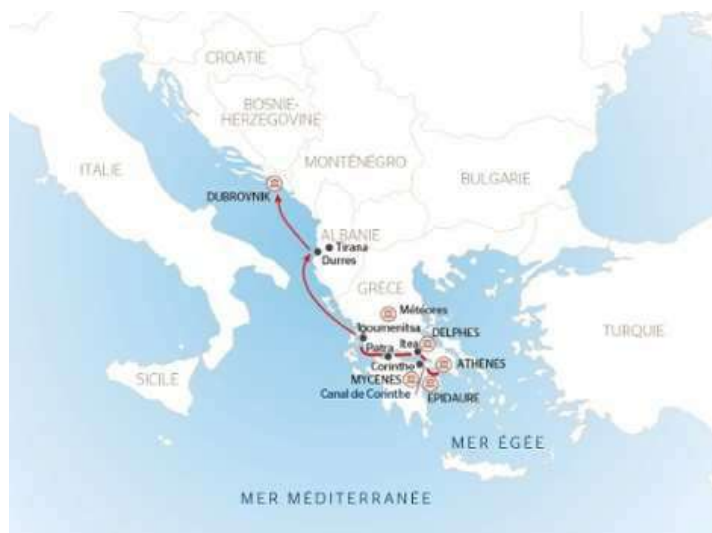 CROATIE
BOSNIE-
HERZEGOVINE
ITALIE
MONTÉNÉGRO
BULGARIE
DUBROVNIK
ALBANIE
Tirana
Durres
GRÈCE
Météores
Igoumenitsa
DELPHES
Itea
Patra
TURQUIE
ATHÈNES
Corinthe
SICILE
MYCÈNES
Canal de Corinthe
EPIDAURE
MER ÉGÉE
MER MÉDITERRANÉE